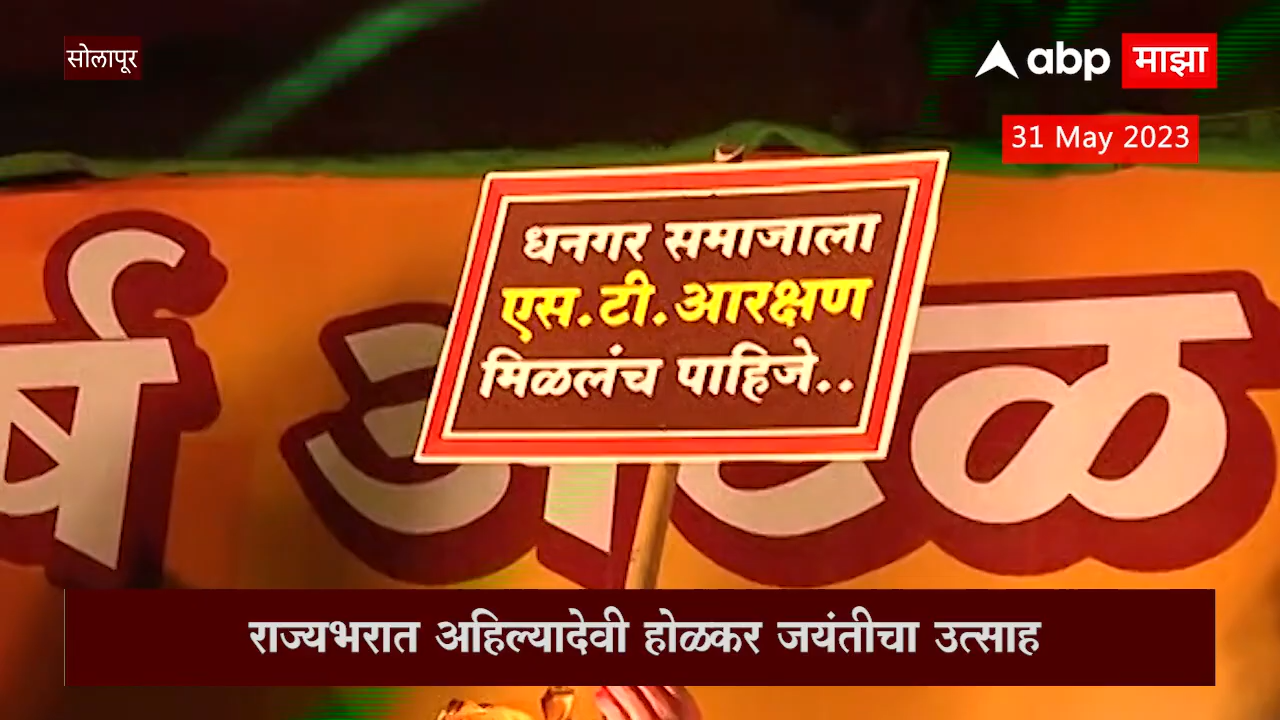 सोलापूर
abp माझा
31 May 2023
धनगर समाजाला
एस.टी.आरक्षण
मिळलंच पाहिजे..
राज्यभरात अहिल्यादेवी होळकर जयंतीचा उत्साह